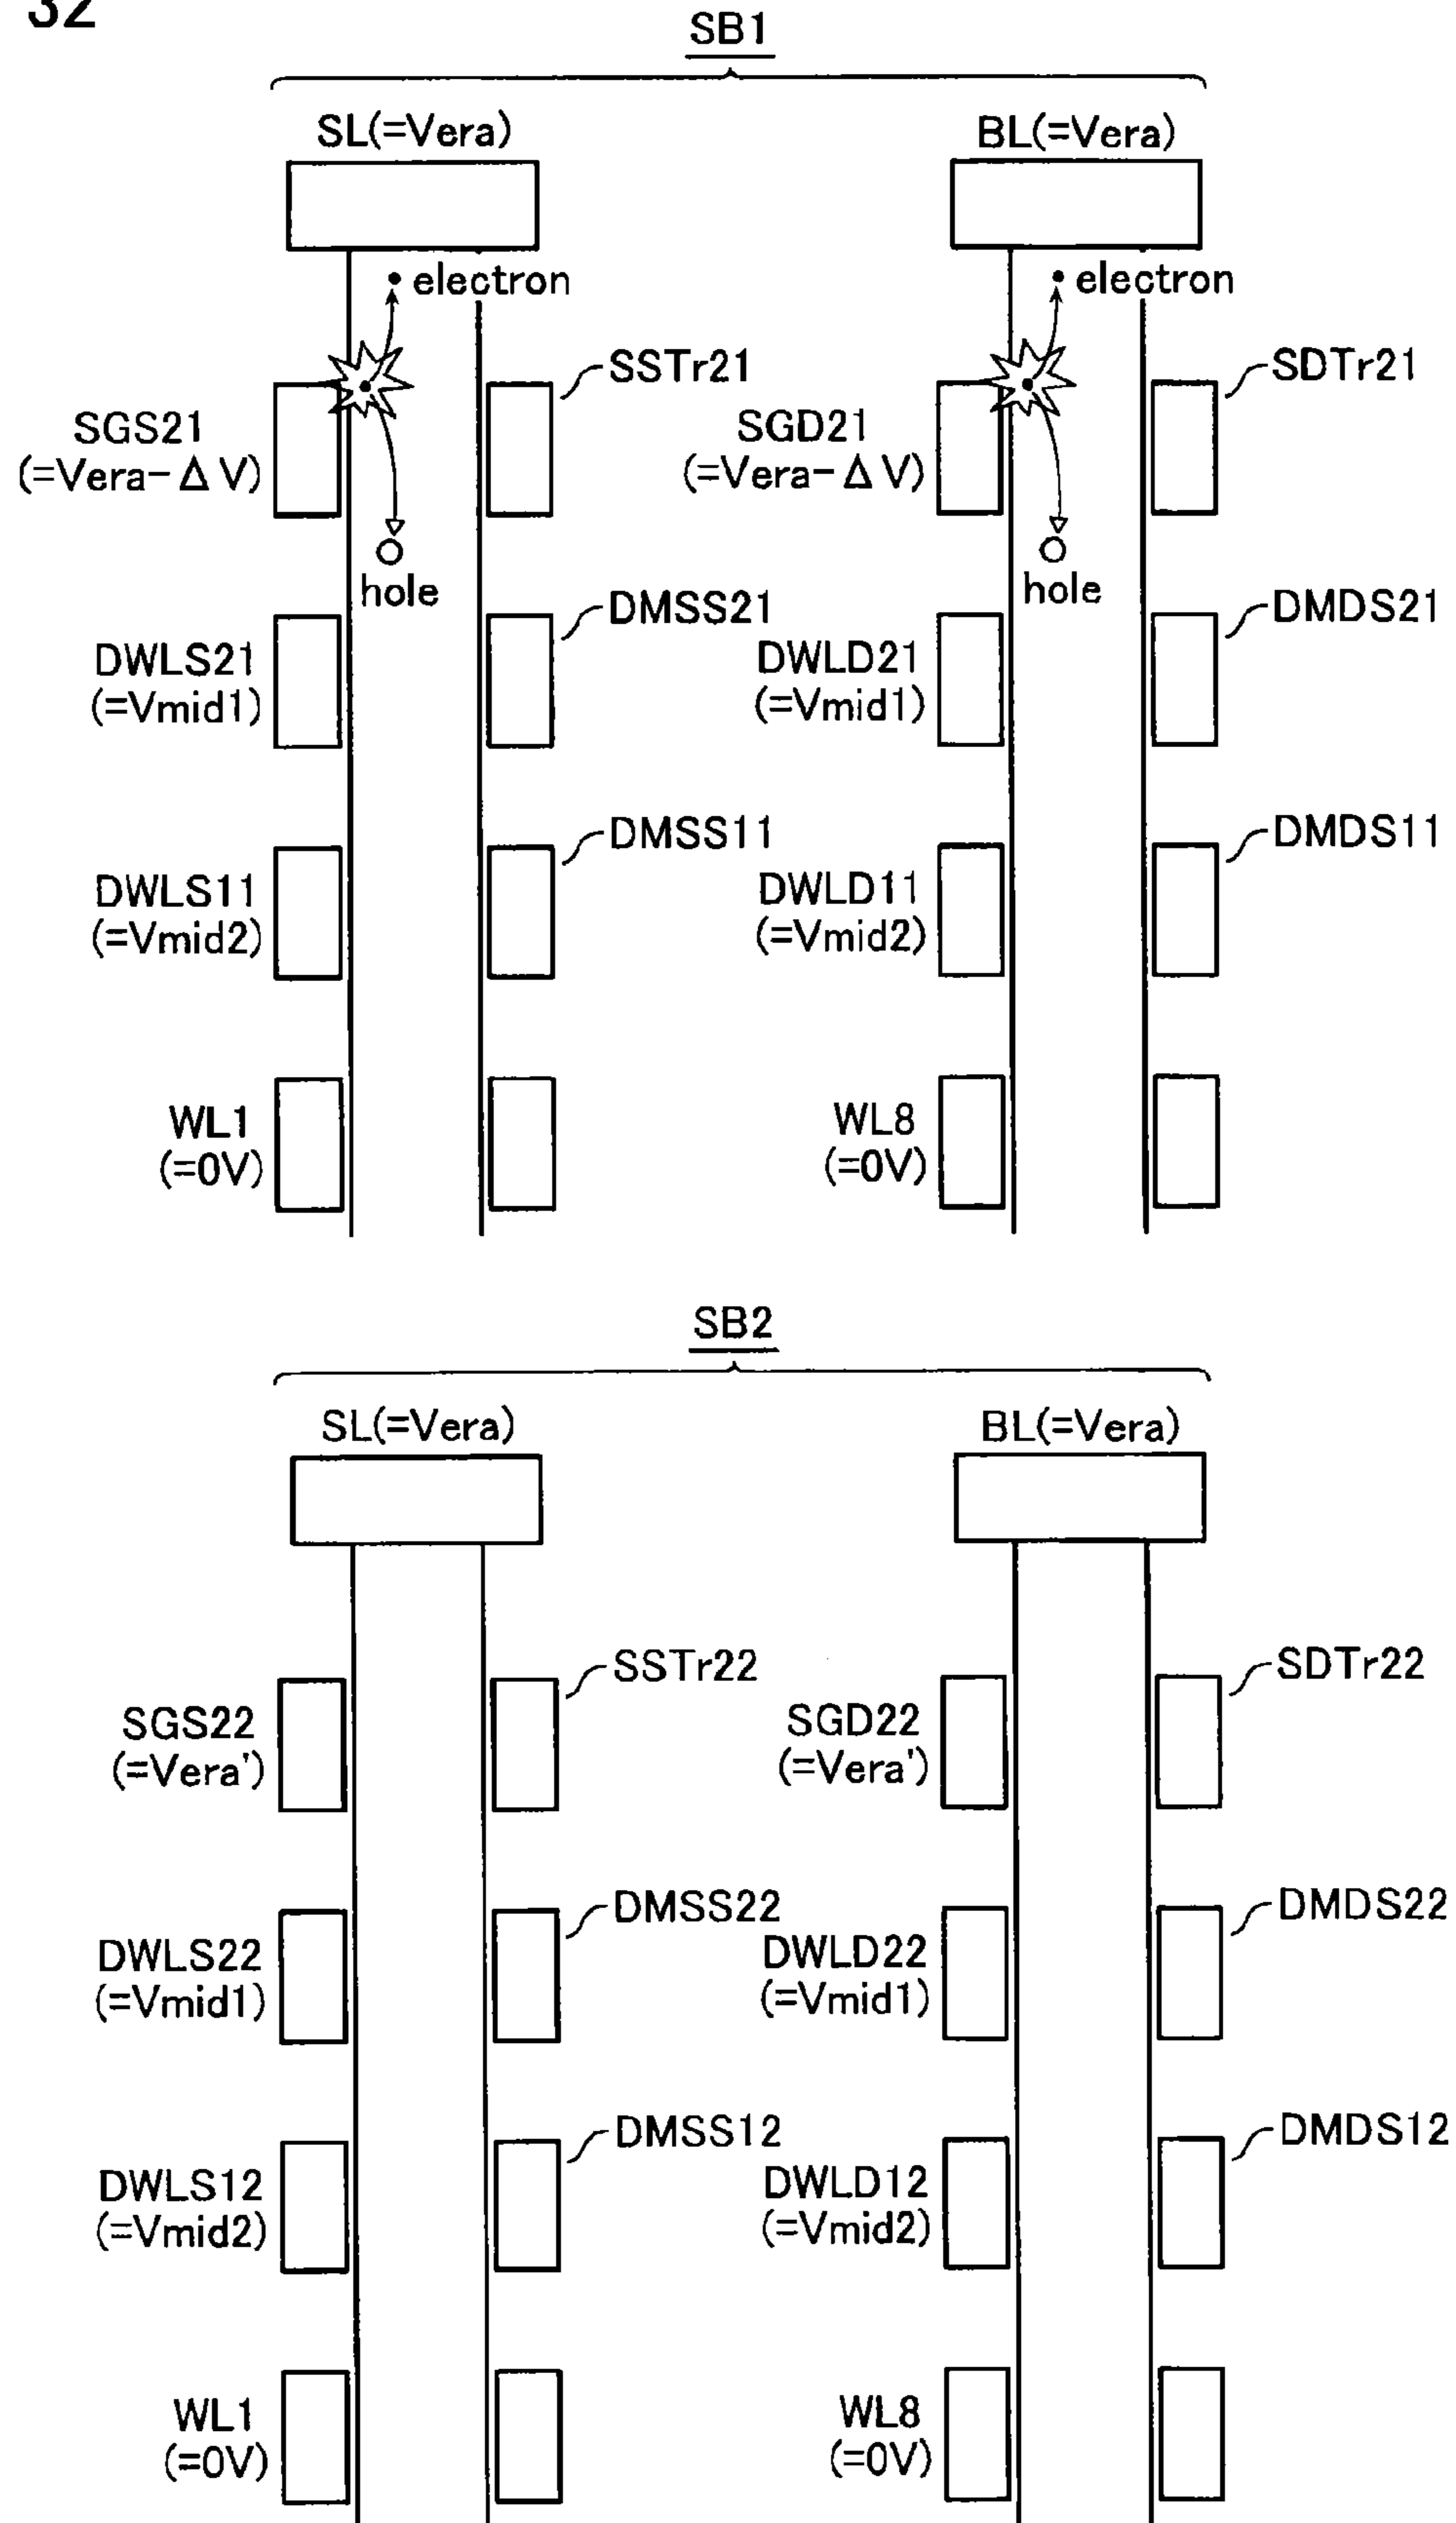 32
SB1
SL(=Vera)
BL(=Vera)
electron
electron
SSTr21
SDTr21
SGS21
(=Vera-ΔV)
SGD21
(=Vera-ΔV)
hole
hole
DMSS21
DMDS21
DWLS21
(=Vmid1)
DWLD21
(=Vmid1)
DMSS11
DMDS11
DWLS11
(=Vmid2)
DWLD11
(=Vmid2)
WL1
(=0V)
WL8
(=0V)
SB2
SL(=Vera)
BL(=Vera)
SSTr22
SDTr22
SGS22
(=Vera')
SGD22
(=Vera')
DMSS22
DMDS22
DWLS22
(=Vmid1)
DWLD22
(=Vmid1)
DMSS12
DMDS12
DWLS12
(=Vmid2)
DWLD12
(=Vmid2)
WL1
(=0V)
WL8
(=0V)